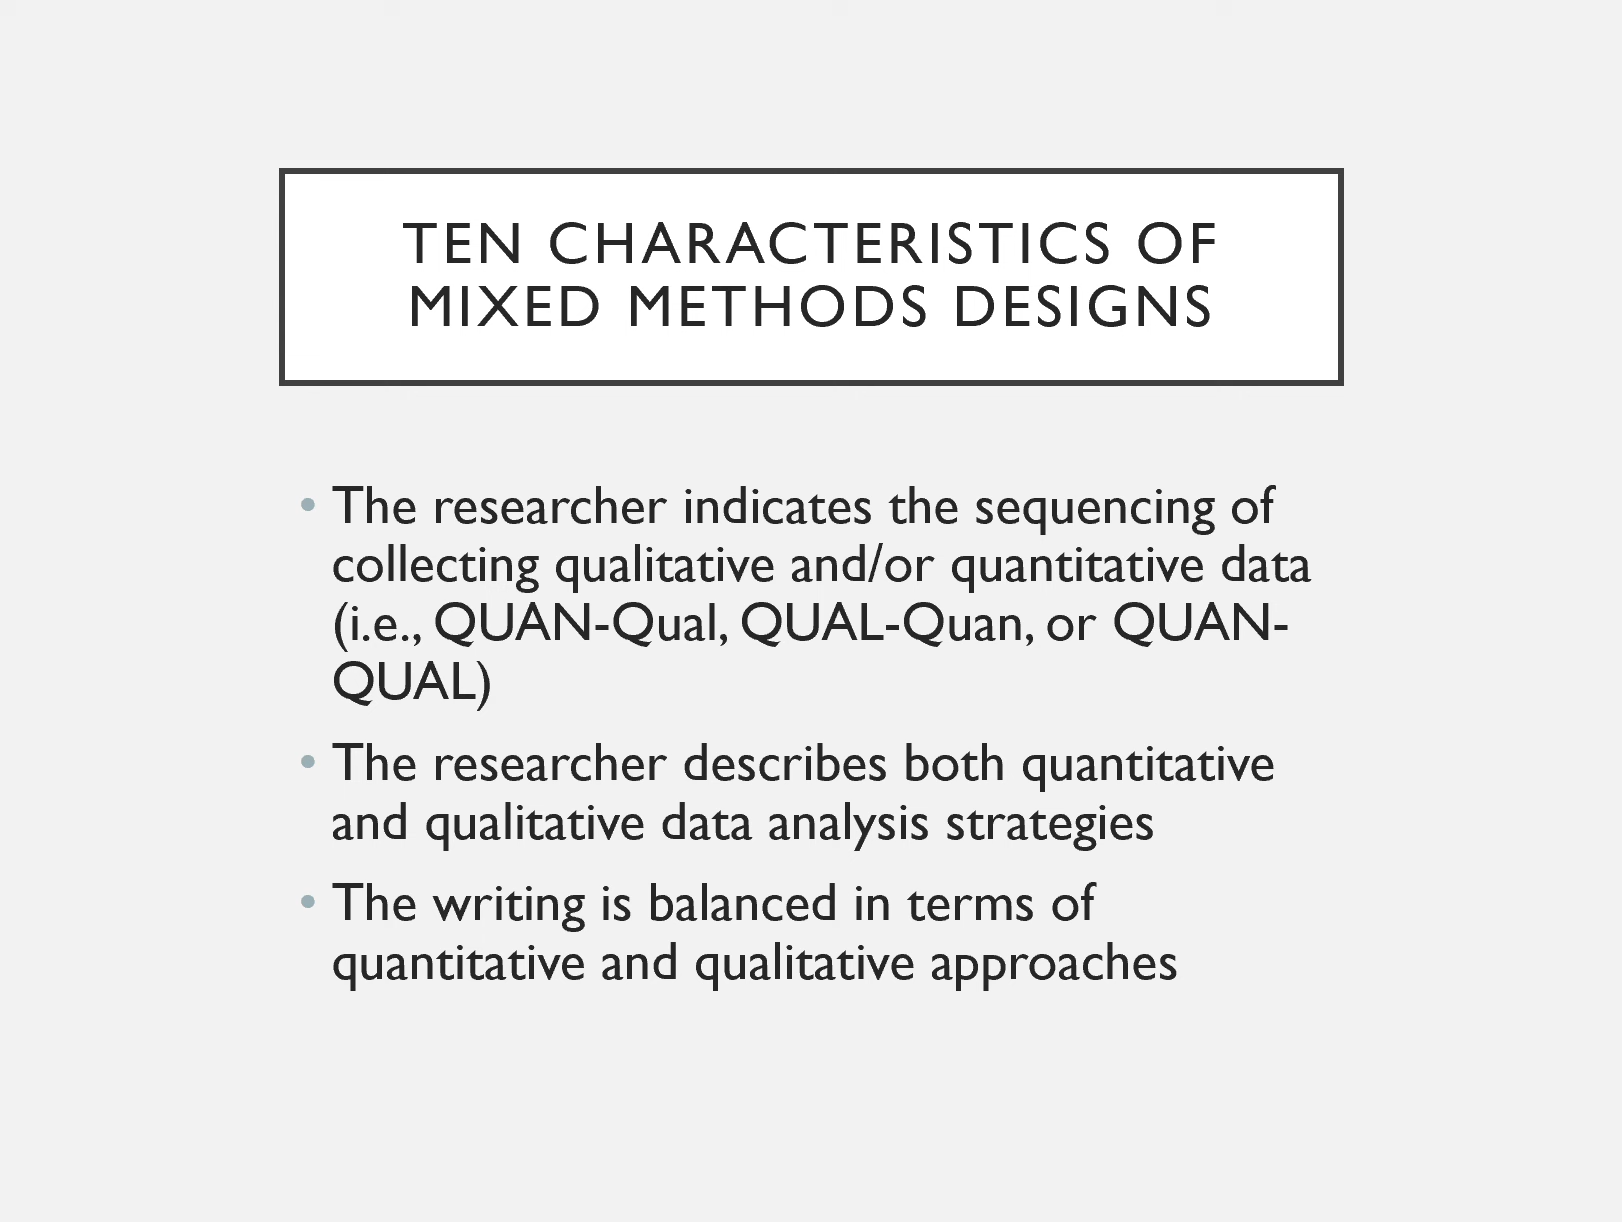 TEN CHARACTERISTICS OF
MIXED METHODS DESIGNS
• The researcher indicates the sequencing of
collecting qualitative and/or quantitative data
(i.e., QUAN-Qual, QUAL-Quan, or QUAN-
QUAL)
• The researcher describes both quantitative
and qualitative data analysis strategies
• The writing is balanced in terms of
quantitative and qualitative approaches